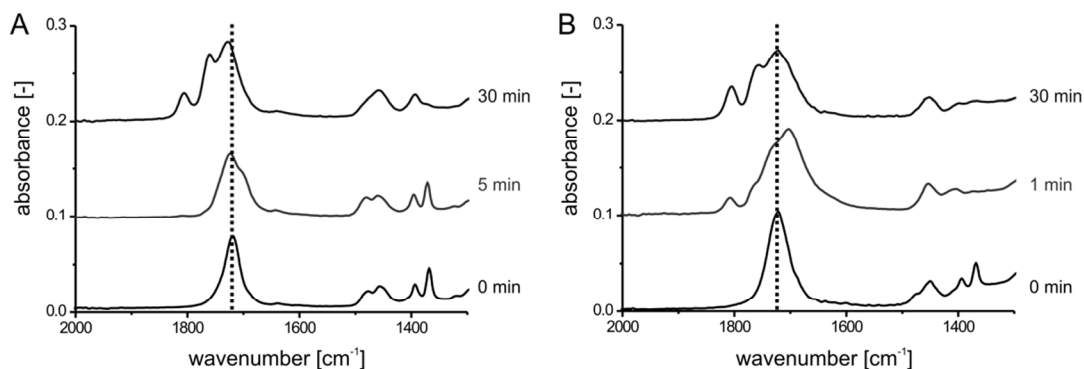 A
absorbance [-]
0.3
0.2
0.1
0.0
30 min
5 min
0 min
2000 1800 1600 1400
wavenumber [cm⁻¹]
B
absorbance [-]
0.3
0.2
0.1
0.0
30 min
1 min
0 min
2000 1800 1600 1400
wavenumber [cm⁻¹]